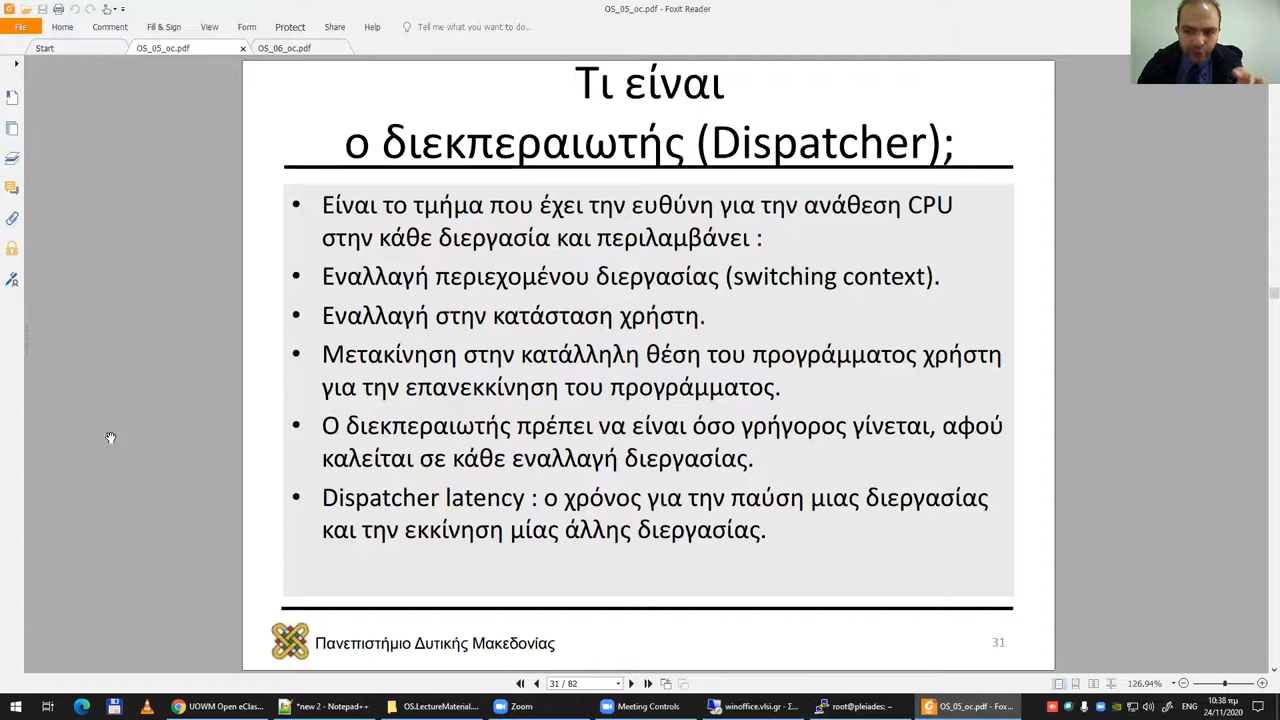 OS_05_oc.pdf - Foxit Reader
File Home Comment Fill & Sign View Form Protect Share Help Tell me what you want to do..
Start OS_05_oc.pdf OS_06_oc.pdf
Τι είναι
ο διεκπεραιωτής (Dispatcher);
• Είναι το τμήμα που έχει την ευθύνη για την ανάθεση CPU
στην κάθε διεργασία και περιλαμβάνει :
• Εναλλαγή περιεχομένου διεργασίας (switching context).
• Εναλλαγή στην κατάσταση χρήστη.
• Μετακίνηση στην κατάλληλη θέση του προγράμματος χρήστη
για την επανεκκίνηση του προγράμματος.
• Ο διεκπεραιωτής πρέπει να είναι όσο γρήγορος γίνεται, αφού
καλείται σε κάθε εναλλαγή διεργασίας.
• Dispatcher latency : ο χρόνος για την παύση μιας διεργασίας
και την εκκίνηση μίας άλλης διεργασίας.
Πανεπιστήμιο Δυτικής Μακεδονίας
31
31 / 82
126.94%
UOWM Open eClas... *new 2 - Notepad++ OS.LectureMaterial... Zoom Meeting Controls winoffice.vlsi.gr - Σ... root@pleiades: ~ OS_05_oc.pdf - Fox...
10:38 πμ
24/11/2020